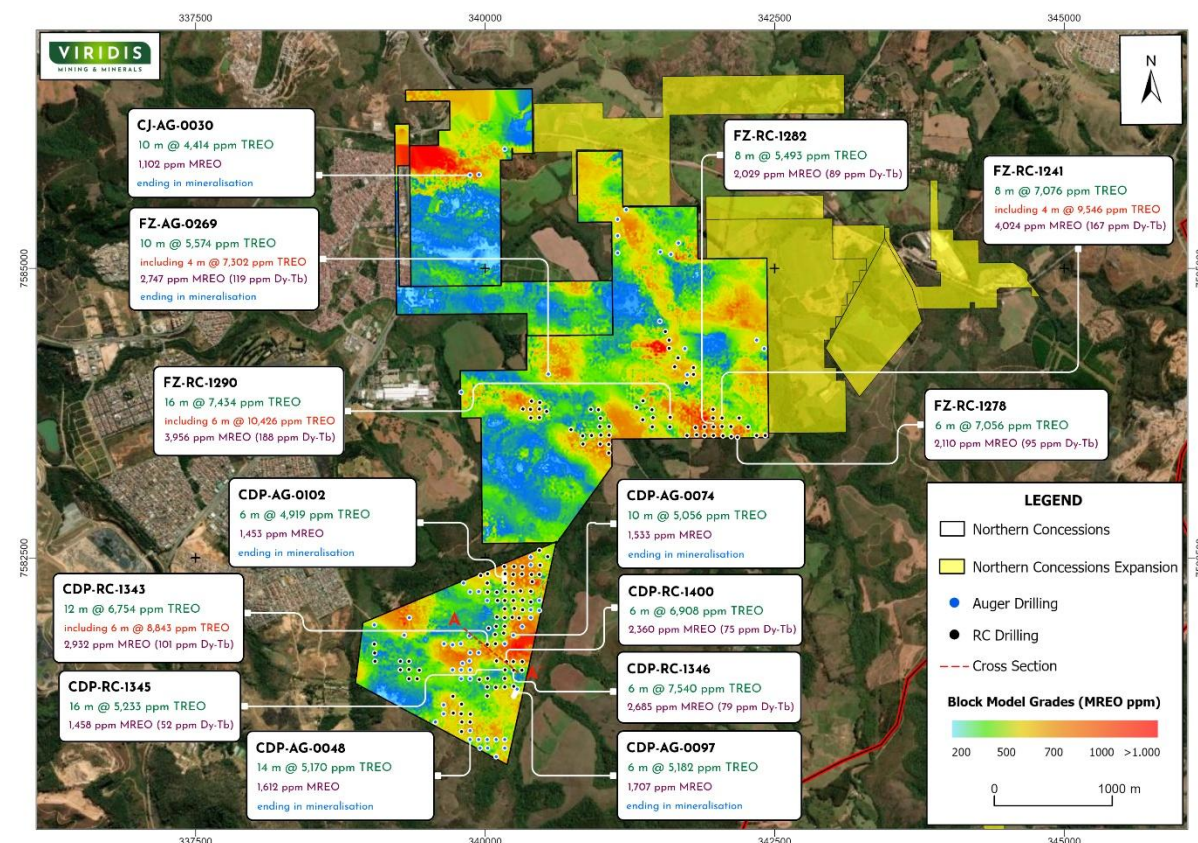 337500 340000 342500 345000
VIRIDIS
MINING & MINERALS
N
CJ-AG-0030
10 m @ 4,414 ppm TREO
1,102 ppm MREO
ending in mineralisation
FZ-RC-1282
8 m @ 5,493 ppm TREO
2,029 ppm MREO (89 ppm Dy-Tb)
FZ-RC-1241
8 m @ 7,076 ppm TREO
including 4 m @ 9,546 ppm TREO
4,024 ppm MREO (167 ppm Dy-Tb)
FZ-AG-0269
10 m @ 5,574 ppm TREO
including 4 m @ 7,302 ppm TREO
2,747 ppm MREO (119 ppm Dy-Tb)
ending in mineralisation
7585000
FZ-RC-1290
16 m @ 7,434 ppm TREO
including 6 m @ 10,426 ppm TREO
3,956 ppm MREO (188 ppm Dy-Tb)
FZ-RC-1278
6 m @ 7,056 ppm TREO
2,110 ppm MREO (95 ppm Dy-Tb)
CDP-AG-0102
6 m @ 4,919 ppm TREO
1,453 ppm MREO
ending in mineralisation
CDP-AG-0074
10 m @ 5,056 ppm TREO
1,533 ppm MREO
ending in mineralisation
7582500
CDP-RC-1343
12 m @ 6,754 ppm TREO
including 6 m @ 8,843 ppm TREO
2,932 ppm MREO (101 ppm Dy-Tb)
A
CDP-RC-1400
6 m @ 6,908 ppm TREO
2,360 ppm MREO (75 ppm Dy-Tb)
CDP-RC-1345
16 m @ 5,233 ppm TREO
1,458 ppm MREO (52 ppm Dy-Tb)
CDP-RC-1346
6 m @ 7,540 ppm TREO
2,685 ppm MREO (79 ppm Dy-Tb)
CDP-AG-0048
14 m @ 5,170 ppm TREO
1,612 ppm MREO
ending in mineralisation
CDP-AG-0097
6 m @ 5,182 ppm TREO
1,707 ppm MREO
ending in mineralisation
LEGEND
Northern Concessions
Northern Concessions Expansion
Auger Drilling
RC Drilling
Cross Section
Block Model Grades (MREO ppm)
200 500 700 1000 >1.000
0 1000 m
337500 340000 342500 345000